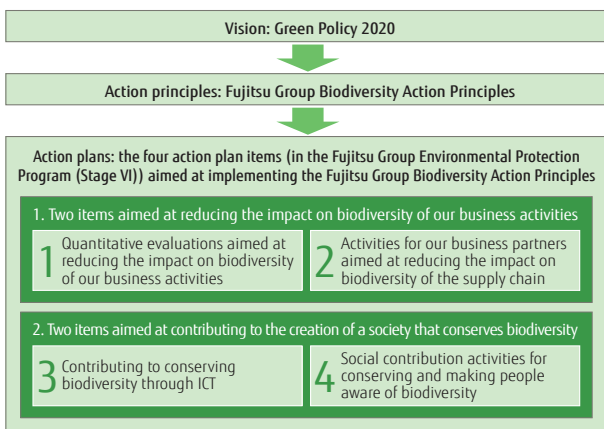 Vision: Green Policy 2020
Action principles: Fujitsu Group Biodiversity Action Principles
Action plans: the four action plan items (in the Fujitsu Group Environmental Protection
Program (Stage VI)) aimed at implementing the Fujitsu Group Biodiversity Action Principles
1. Two items aimed at reducing the impact on biodiversity of our business activities
1
Quantitative evaluations aimed at
reducing the impact on biodiversity
of our business activities
2
Activities for our business partners
aimed at reducing the impact on
biodiversity of the supply chain
2. Two items aimed at contributing to the creation of a society that conserves biodiversity
3
Contributing to conserving
biodiversity through ICT
4
Social contribution activities for
conserving and making people
aware of biodiversity